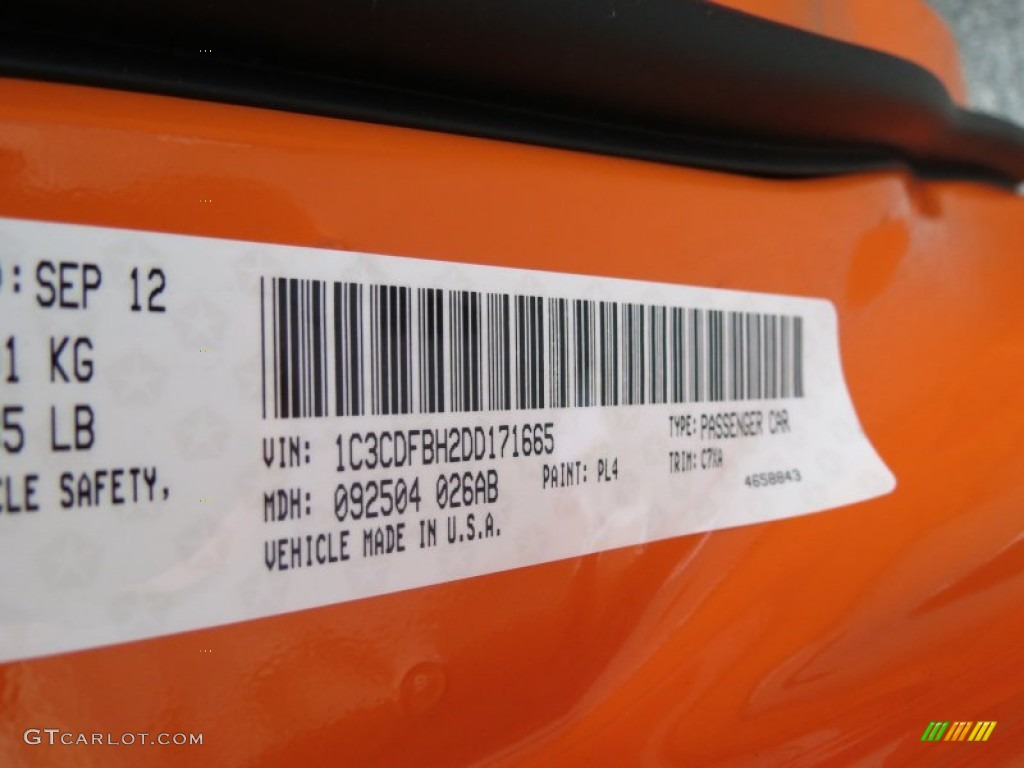 : SEP 12
1 KG
5 LB
CLE SAFETY,
VIN: 1C3CDFBH2DD171665
MDH: 092504 026AB
PAINT: PL4
VEHICLE MADE IN U.S.A.
TYPE: PASSENGER CAR
TRIM: C7XA
4658843
GTCARLOT.COM